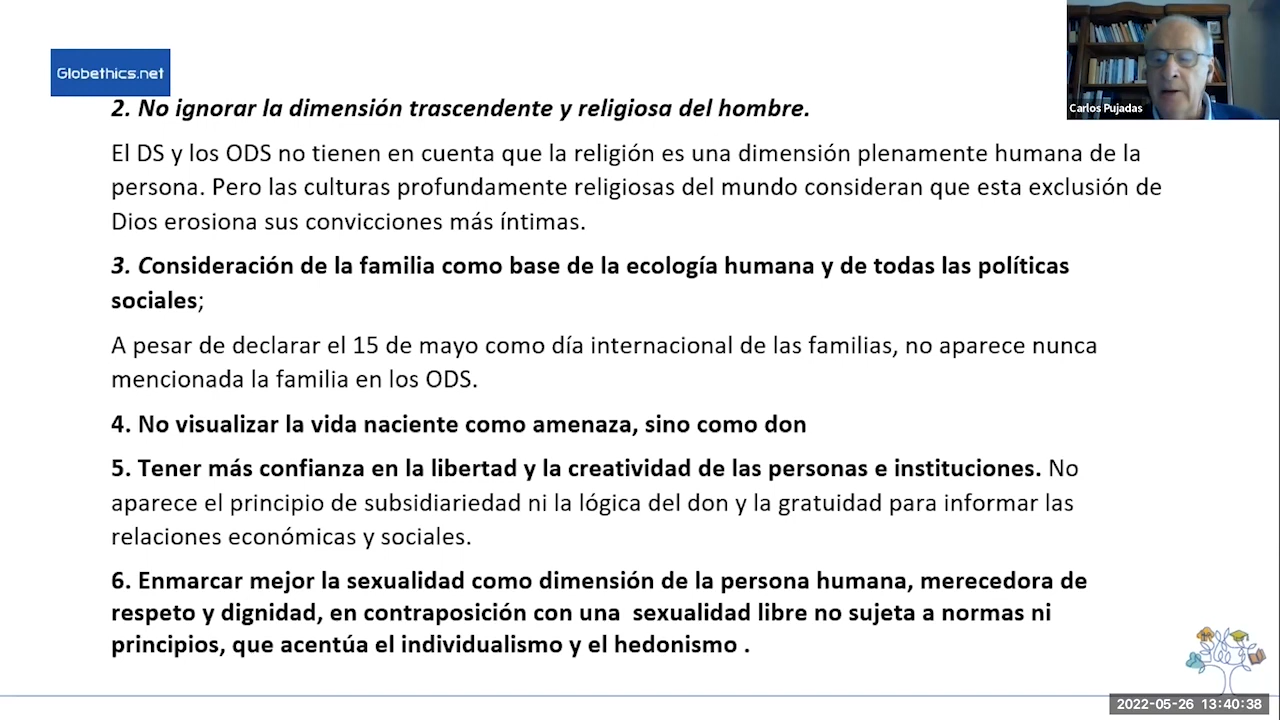 Globethics.net
Carlos Pujadas
2. No ignorar la dimensión trascendente y religiosa del hombre.
El DS y los ODS no tienen en cuenta que la religión es una dimensión plenamente humana de la
persona. Pero las culturas profundamente religiosas del mundo consideran que esta exclusión de
Dios erosiona sus convicciones más íntimas.
3. Consideración de la familia como base de la ecología humana y de todas las políticas
sociales;
A pesar de declarar el 15 de mayo como día internacional de las familias, no aparece nunca
mencionada la familia en los ODS.
4. No visualizar la vida naciente como amenaza, sino como don
5. Tener más confianza en la libertad y la creatividad de las personas e instituciones. No
aparece el principio de subsidiariedad ni la lógica del don y la gratuidad para informar las
relaciones económicas y sociales.
6. Enmarcar mejor la sexualidad como dimensión de la persona humana, merecedora de
respeto y dignidad, en contraposición con una  sexualidad libre no sujeta a normas ni
principios, que acentúa el individualismo y el hedonismo .
2022-05-26 13:40:38